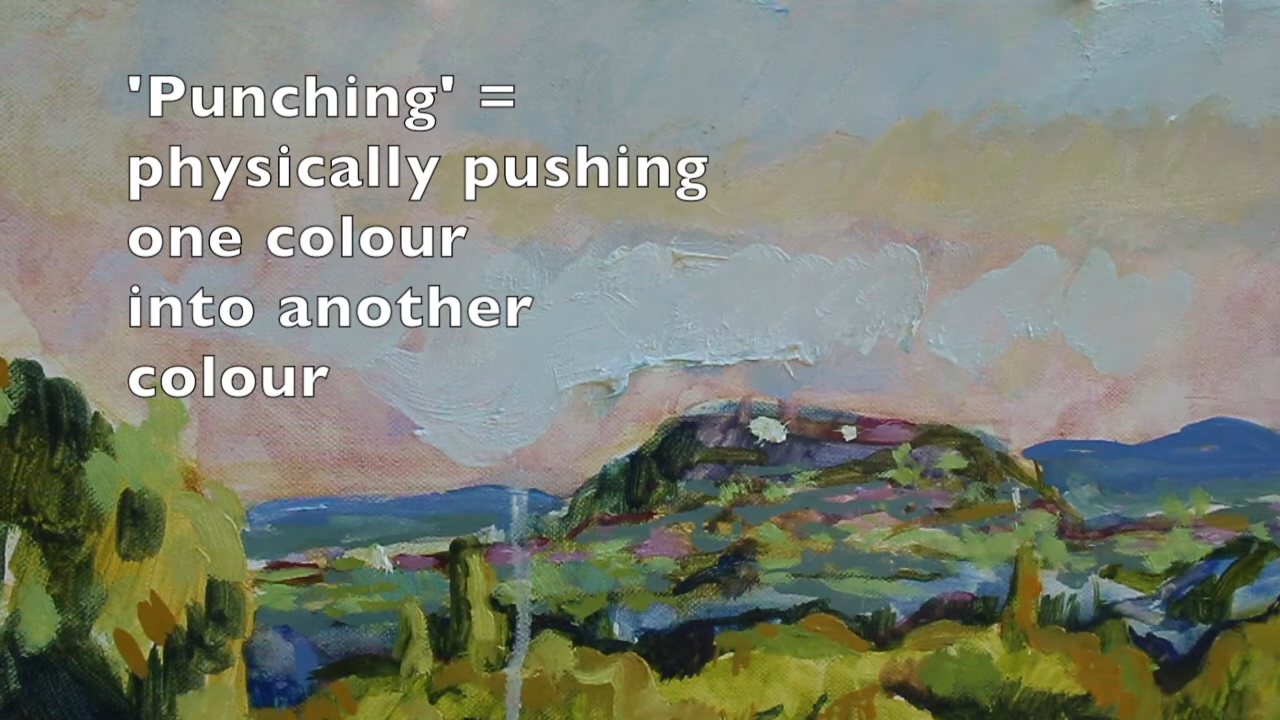 'Punching' =
physically pushing
one colour
into another
colour